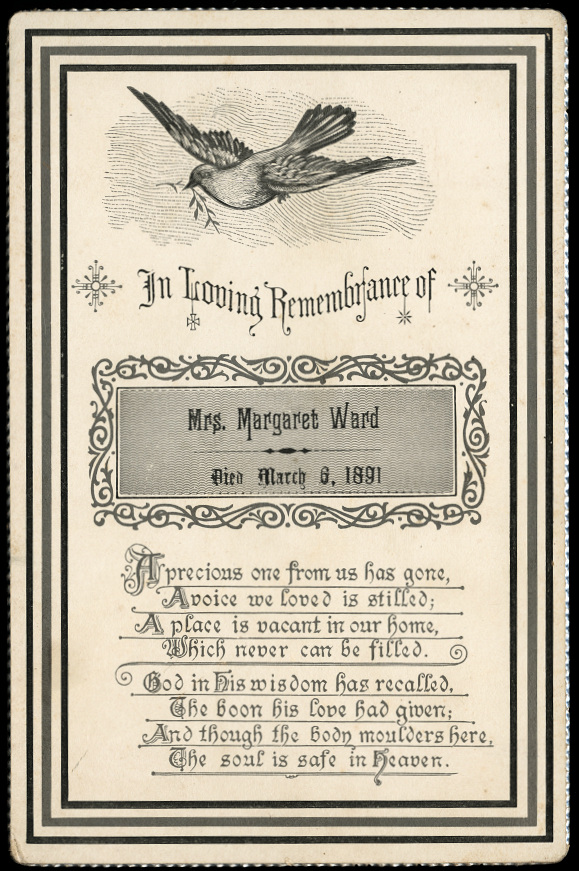 In Loving Remembrance of
Mrs. Margaret Ward
Died March 6, 1891
A precious one from us has gone,
A voice we loved is stilled;
A place is vacant in our home,
Which never can be filled.
God in His wisdom has recalled,
The boon his love had given;
And though the body moulders here,
The soul is safe in Heaven.